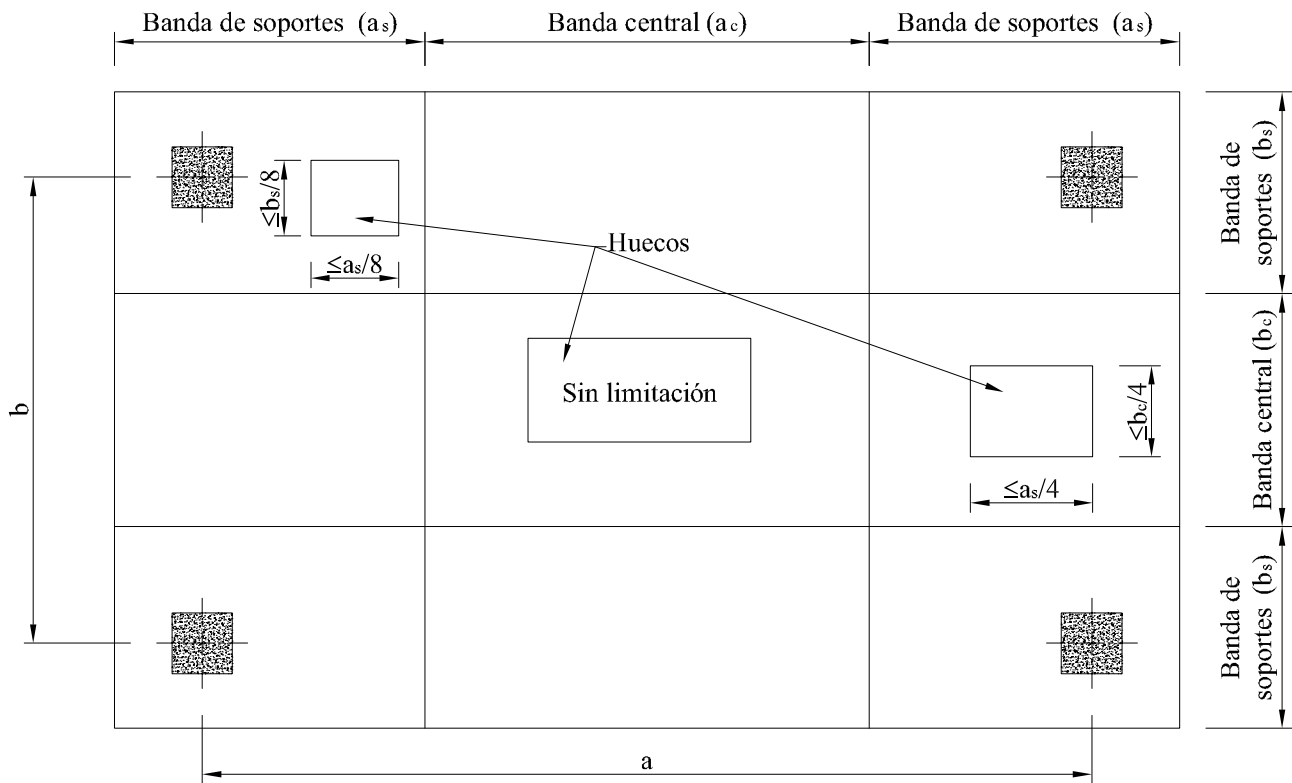 Banda de soportes (as)
Banda central (ac)
Banda de soportes (as)
Banda de
soportes (bs)
≤bs/8
Huecos
≤as/8
Banda central (bc)
Sin limitación
≤bc/4
b
≤as/4
Banda de
soportes (bs)
a